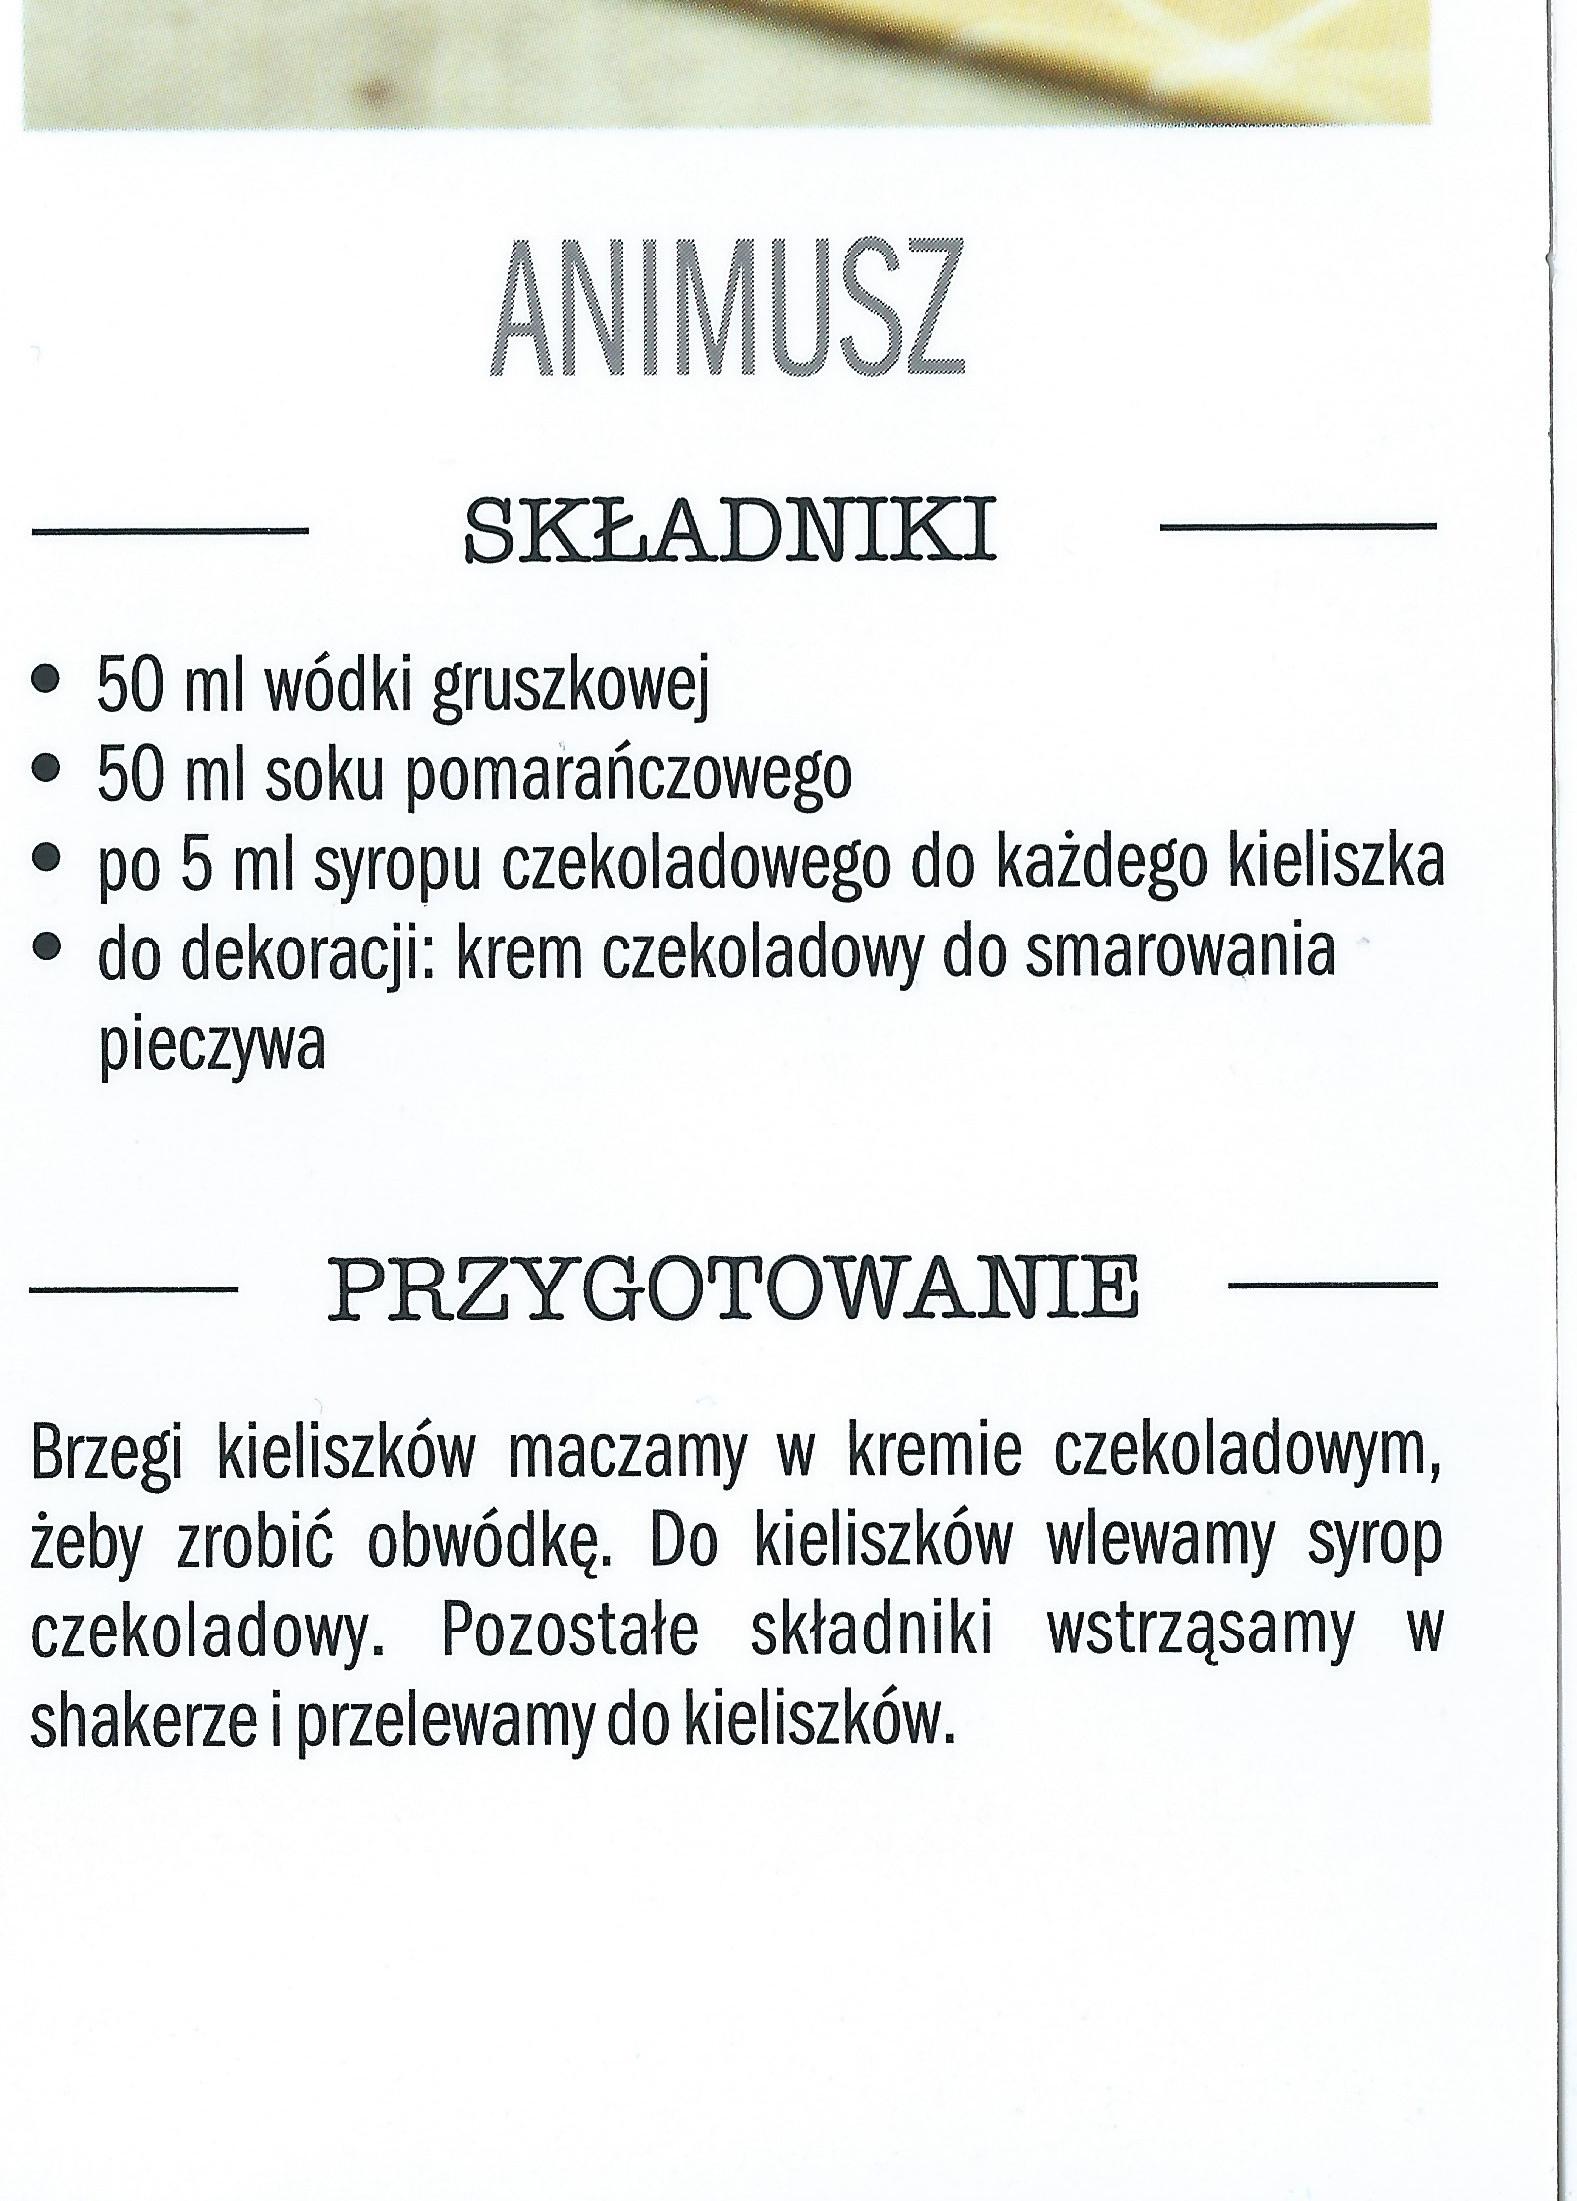 ANIMUSZ
SKŁADNIKI
• 50 ml wódki gruszkowej
• 50 ml soku pomarańczowego
• po 5 ml syropu czekoladowego do każdego kieliszka
• do dekoracji: krem czekoladowy do smarowania
pieczywa
PRZYGOTOWANIE
Brzegi kieliszków maczamy w kremie czekoladowym,
żeby zrobić obwódkę. Do kieliszków wlewamy syrop
czekoladowy. Pozostałe składniki wstrząsamy w
shakerze i przelewamy do kieliszków.